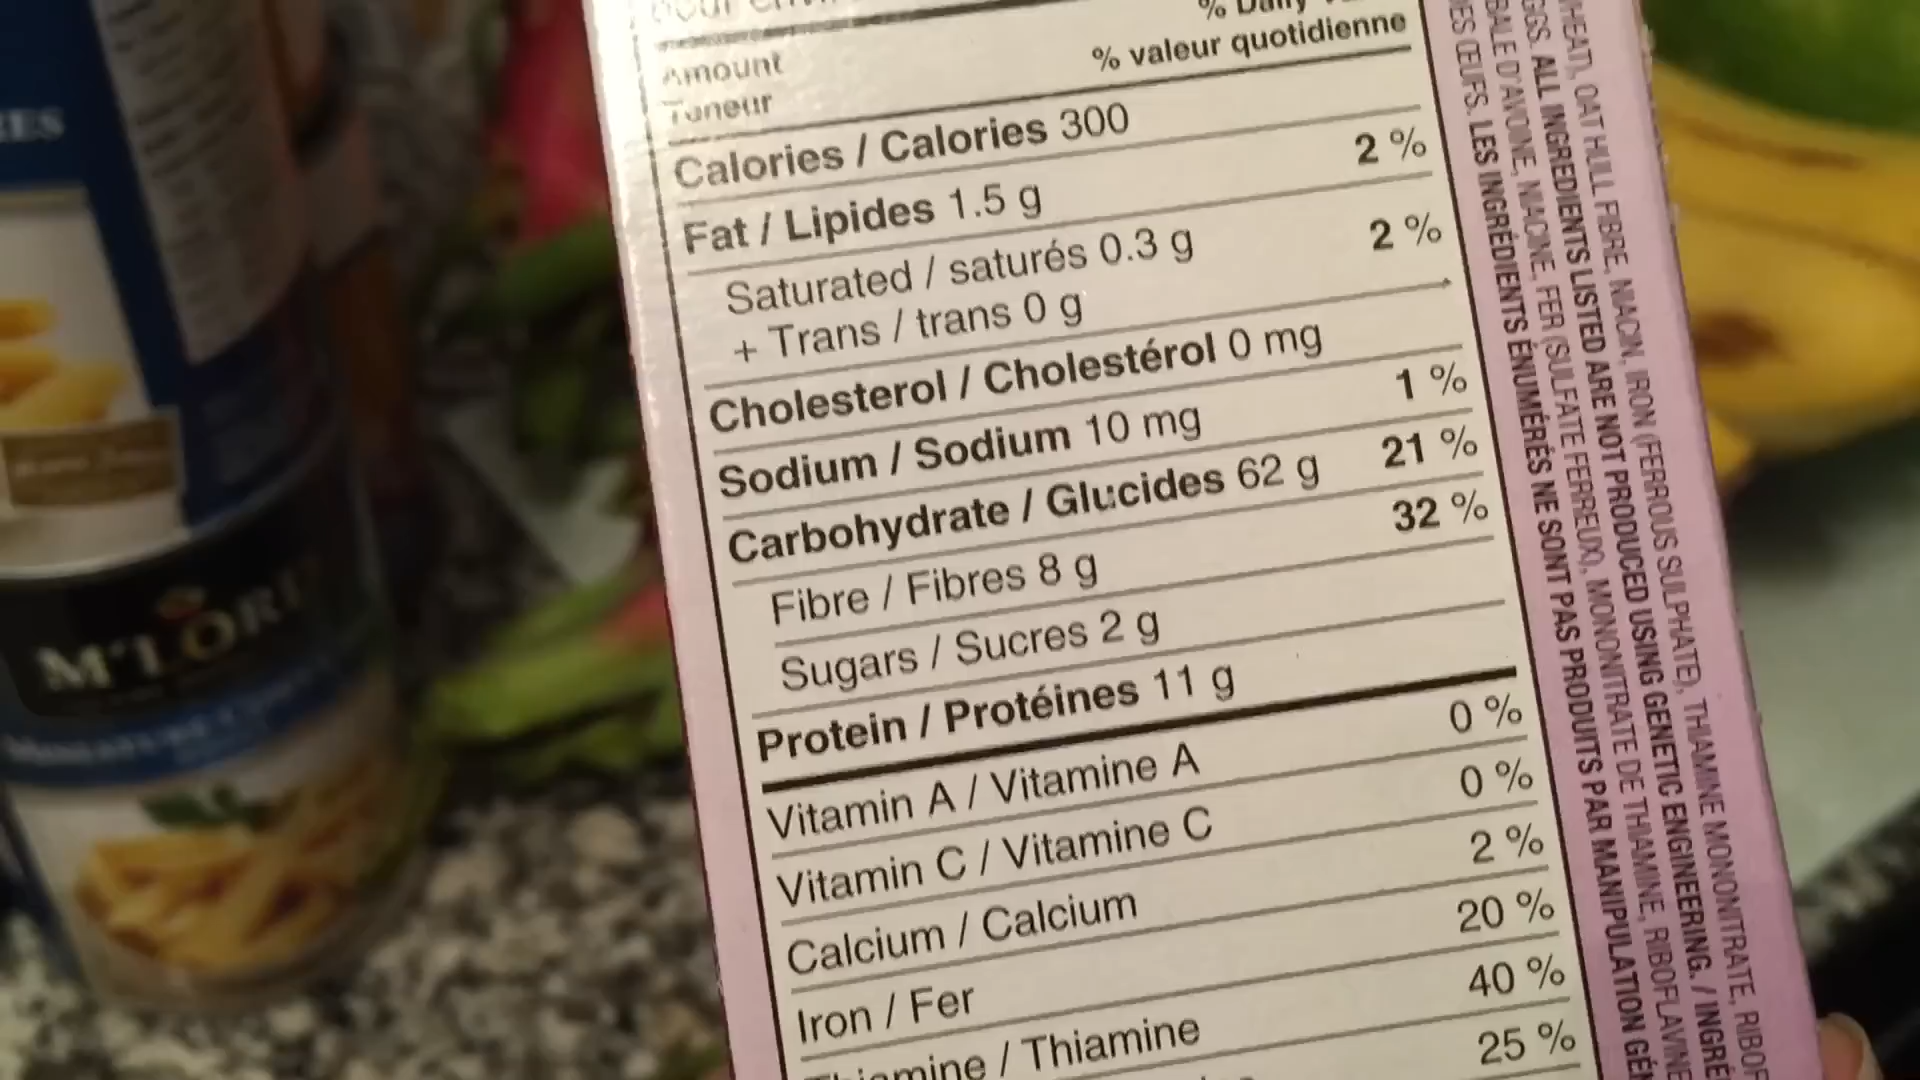 % valeur quotidienne
Amount
Teneur
Calories / Calories 300
Fat / Lipides 1.5 g 2 %
Saturated / saturés 0.3 g 2 %
+ Trans / trans 0 g
Cholesterol / Cholestérol 0 mg
Sodium / Sodium 10 mg 1 %
Carbohydrate / Glucides 62 g 21 %
Fibre / Fibres 8 g 32 %
Sugars / Sucres 2 g
Protein / Protéines 11 g
Vitamin A / Vitamine A 0 %
Vitamin C / Vitamine C 0 %
Calcium / Calcium 2 %
Iron / Fer 20 %
Thiamine / Thiamine 40 %
25 %
WHEAT), OAT HULL FIBRE, NIACIN, IRON (FERROUS SULPHATE), THIAMINE MONONITRATE, RIBOF
GGS. ALL INGREDIENTS LISTED ARE NOT PRODUCED USING GENETIC ENGINEERING. / INGRÉ
BALE D'AVOINE, NIACINE, FER (SULFATE FERREUX), MONONITRATE DE THIAMINE, RIBOFLAVINE
ES ŒUFS. LES INGRÉDIENTS ÉNUMÉRÉS NE SONT PAS PRODUITS PAR MANIPULATION GÉN